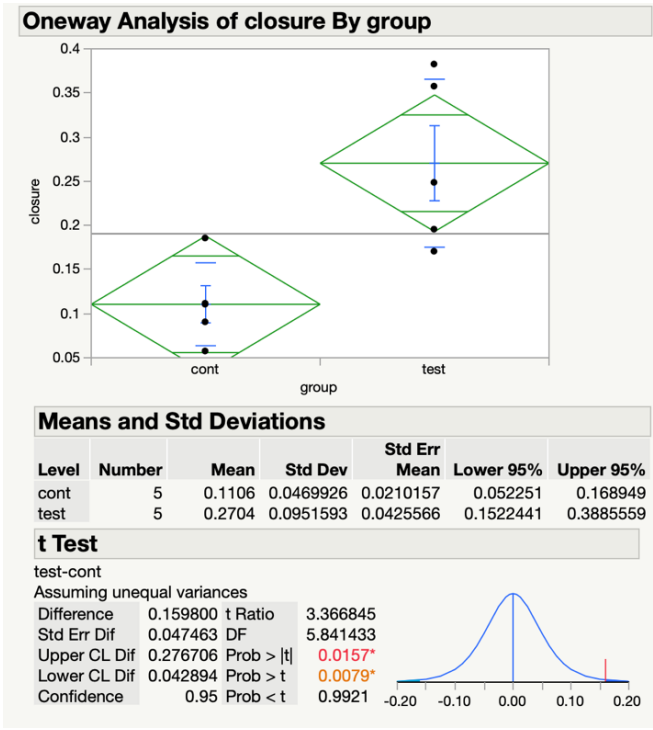 Oneway Analysis of closure By group
0.4
0.35
0.3
0.25
0.2
0.15
0.1
0.05
closure
cont test
group
Means and Std Deviations
Std Err
Level Number Mean Std Dev Mean Lower 95% Upper 95%
cont 5 0.1106 0.0469926 0.0210157 0.052251 0.168949
test 5 0.2704 0.0951593 0.0425566 0.1522441 0.3885559
t Test
test-cont
Assuming unequal variances
Difference 0.159800 t Ratio 3.366845
Std Err Dif 0.047463 DF 5.841433
Upper CL Dif 0.276706 Prob > |t| 0.0157*
Lower CL Dif 0.042894 Prob > t 0.0079*
Confidence 0.95 Prob < t 0.9921
-0.20 -0.10 0.00 0.10 0.20